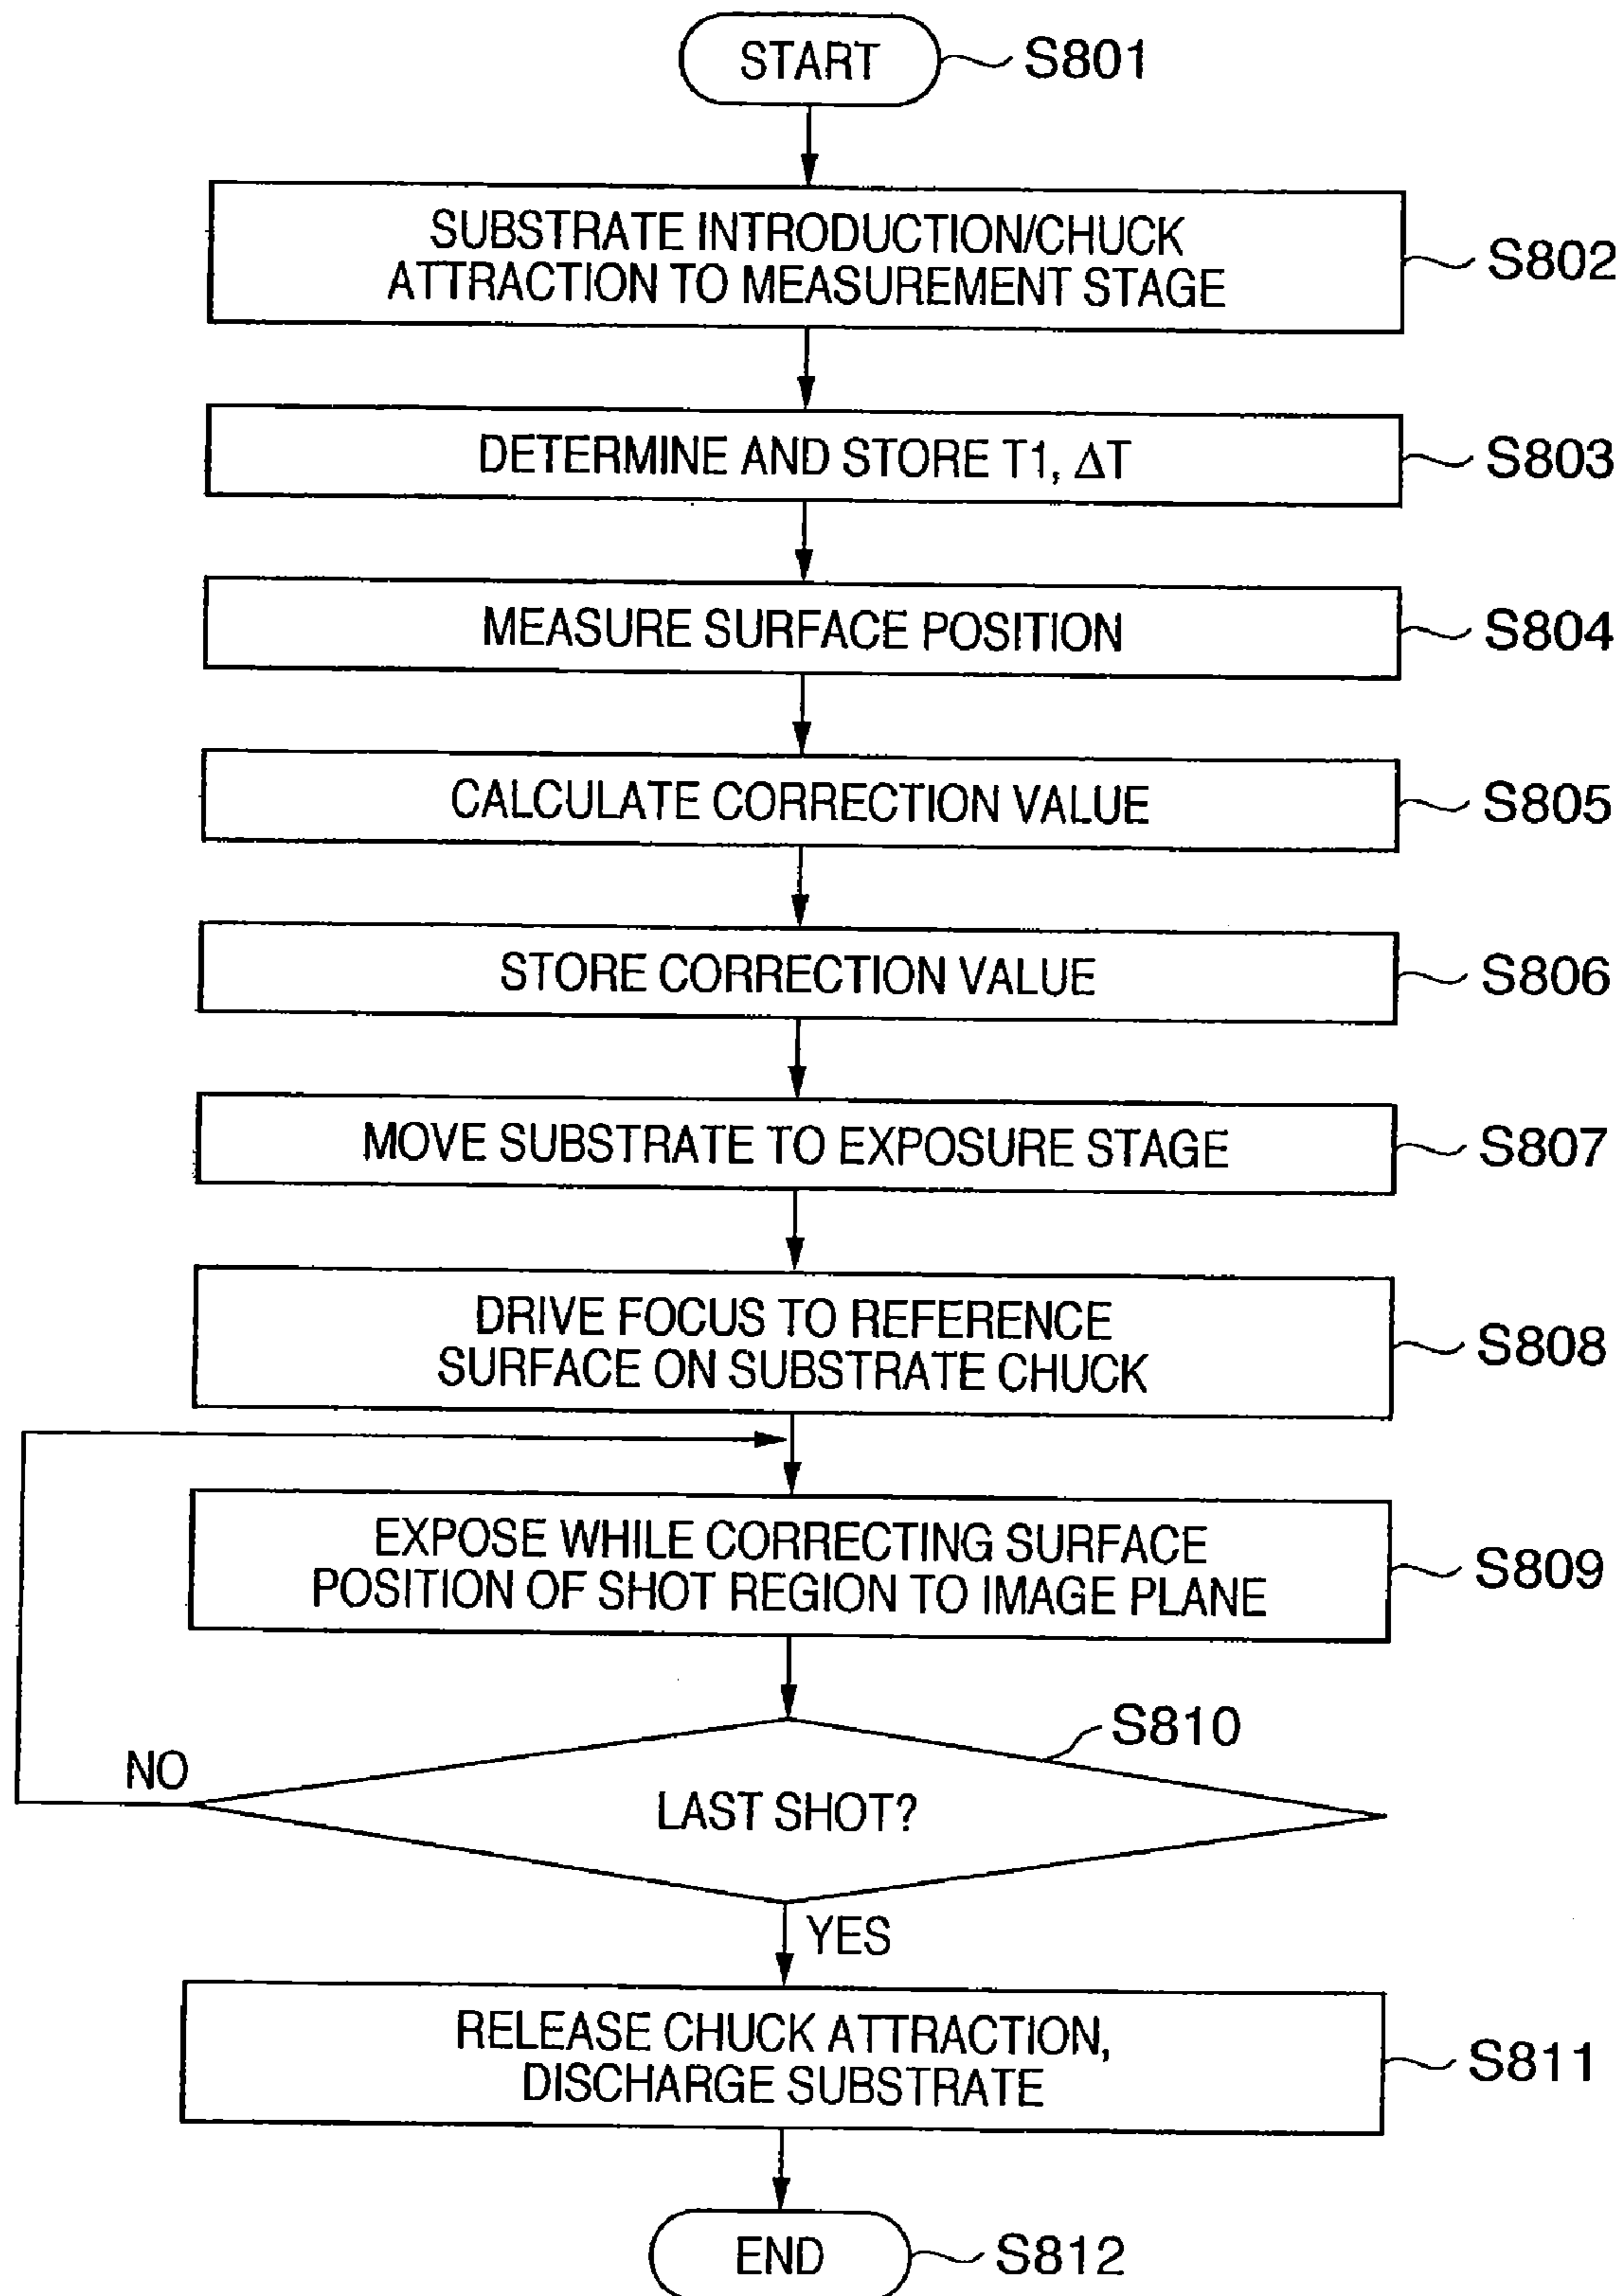 START
S801
SUBSTRATE INTRODUCTION/CHUCK
ATTRACTION TO MEASUREMENT STAGE
S802
DETERMINE AND STORE T1, ΔT
S803
MEASURE SURFACE POSITION
S804
CALCULATE CORRECTION VALUE
S805
STORE CORRECTION VALUE
S806
MOVE SUBSTRATE TO EXPOSURE STAGE
S807
DRIVE FOCUS TO REFERENCE
SURFACE ON SUBSTRATE CHUCK
S808
EXPOSE WHILE CORRECTING SURFACE
POSITION OF SHOT REGION TO IMAGE PLANE
S809
S810
NO
LAST SHOT?
YES
RELEASE CHUCK ATTRACTION,
DISCHARGE SUBSTRATE
S811
END
S812